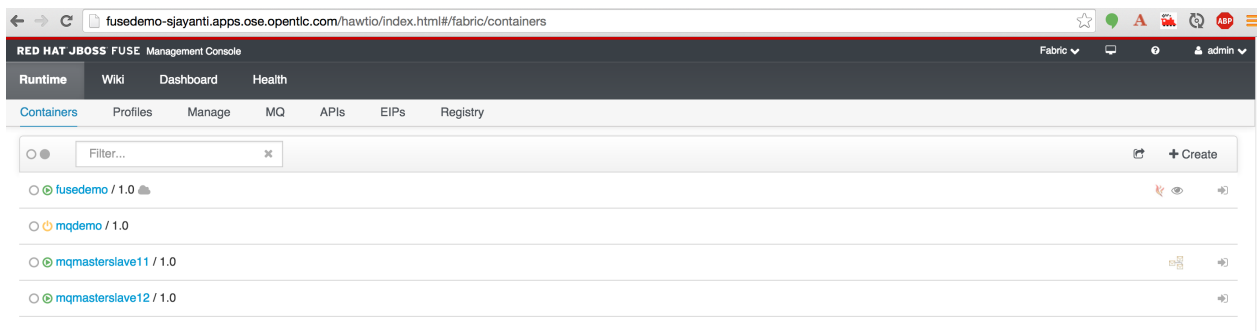 fusedemo-sjayanti.apps.ose.opentlc.com/hawtio/index.html#/fabric/containers
A ABP
RED HAT JBOSS FUSE Management Console Fabric admin
Runtime Wiki Dashboard Health
Containers Profiles Manage MQ APIs EIPs Registry
Filter... Create
fusedemo / 1.0
mqdemo / 1.0
mqmasterslave11 / 1.0
mqmasterslave12 / 1.0